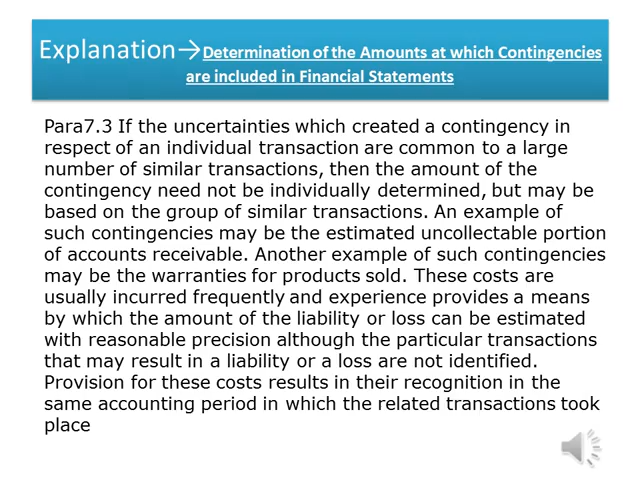 Explanation→Determination of the Amounts at which Contingencies
are included in Financial Statements
Para7.3 If the uncertainties which created a contingency in
respect of an individual transaction are common to a large
number of similar transactions, then the amount of the
contingency need not be individually determined, but may be
based on the group of similar transactions. An example of
such contingencies may be the estimated uncollectable portion
of accounts receivable. Another example of such contingencies
may be the warranties for products sold. These costs are
usually incurred frequently and experience provides a means
by which the amount of the liability or loss can be estimated
with reasonable precision although the particular transactions
that may result in a liability or a loss are not identified.
Provision for these costs results in their recognition in the
same accounting period in which the related transactions took
place